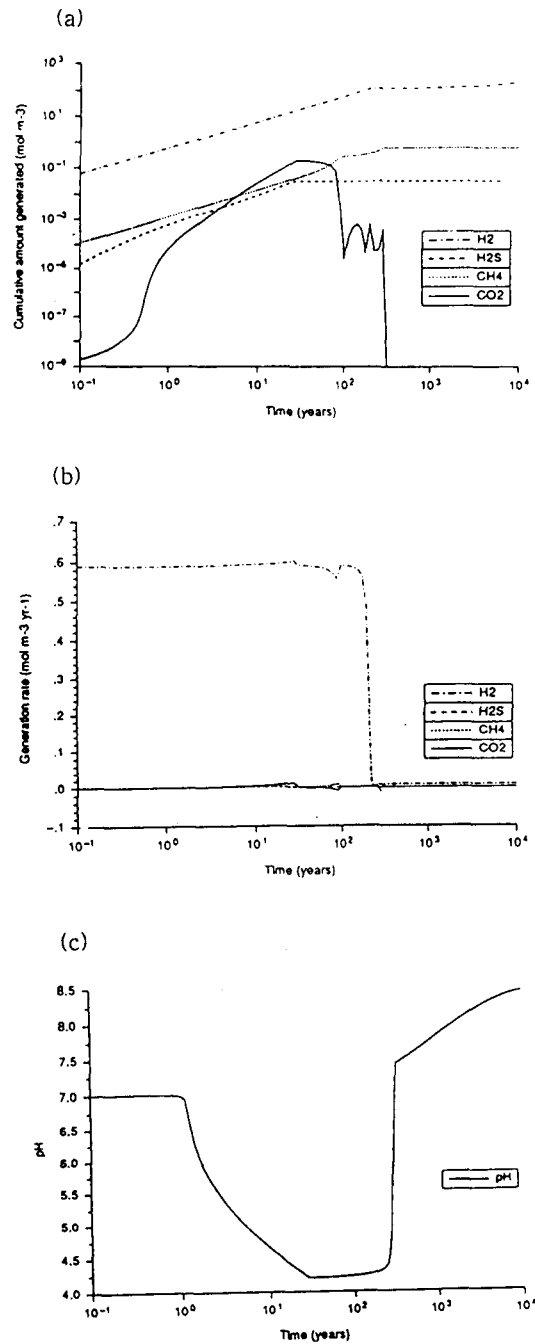 (a)
Cumulative amount generated (mol m-3)
10³
10¹
10⁻¹
10⁻³
10⁻⁴
10⁻⁷
10⁻⁹
H2
H2S
CH4
CO2
10⁻¹ 10⁰ 10¹ 10² 10³ 10⁴
Time (years)
(b)
Generation rate (mol m-3 yr-1)
.7
.6
.5
.4
.3
.2
.1
.0
-.1
H2
H2S
CH4
CO2
10⁻¹ 10⁰ 10¹ 10² 10³ 10⁴
Time (years)
(c)
pH
8.5
8.0
7.5
7.0
6.5
6.0
5.5
5.0
4.5
4.0
pH
10⁻¹ 10⁰ 10¹ 10² 10³ 10⁴
Time (years)